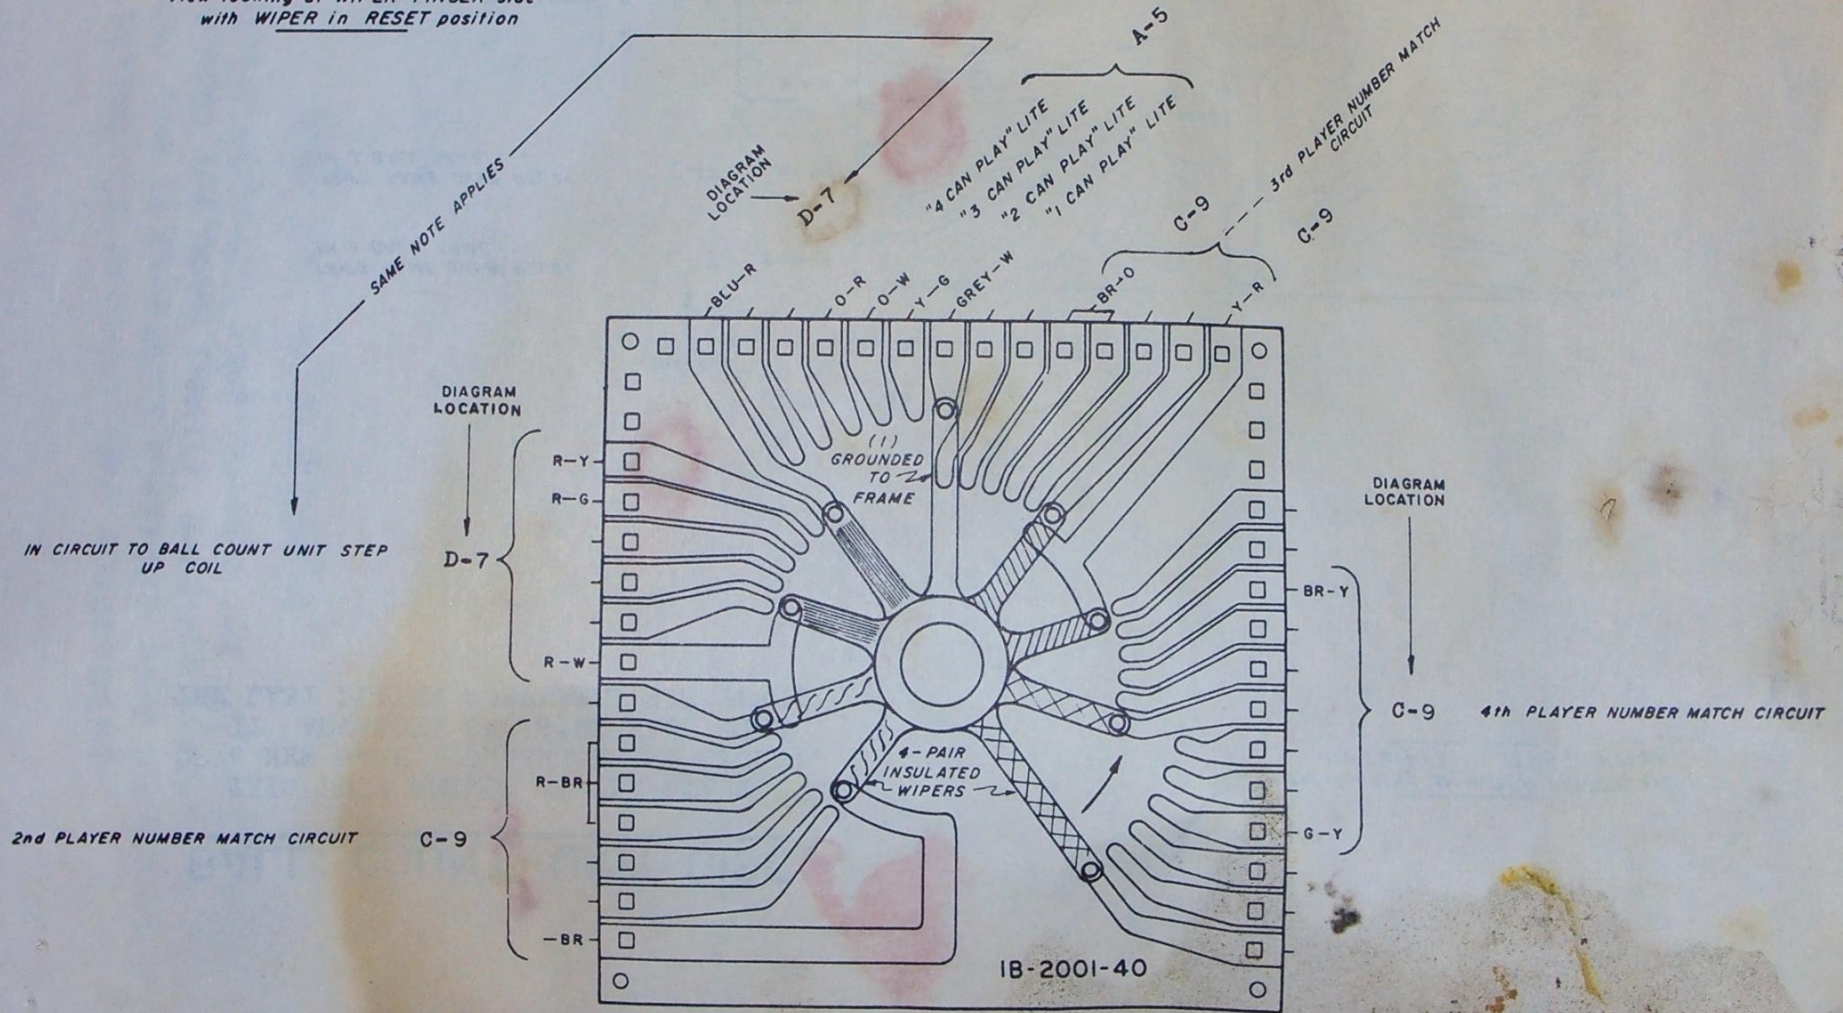 with WIPER in RESET position
SAME NOTE APPLIES
DIAGRAM
LOCATION
D-7
A-5
"4 CAN PLAY" LITE
"3 CAN PLAY" LITE
"2 CAN PLAY" LITE
"1 CAN PLAY" LITE
C-9
3rd PLAYER NUMBER MATCH
CIRCUIT
C-9
BLU-R
O-R
O-W
Y-G
GREY-W
BR-O
Y-R
DIAGRAM
LOCATION
R-Y
R-G
IN CIRCUIT TO BALL COUNT UNIT STEP
UP COIL
D-7
R-W
(1)
GROUNDED
TO
FRAME
DIAGRAM
LOCATION
BR-Y
C-9
4th PLAYER NUMBER MATCH CIRCUIT
G-Y
4-PAIR
INSULATED
WIPERS
R-BR
2nd PLAYER NUMBER MATCH CIRCUIT
C-9
-BR
1B-2001-40